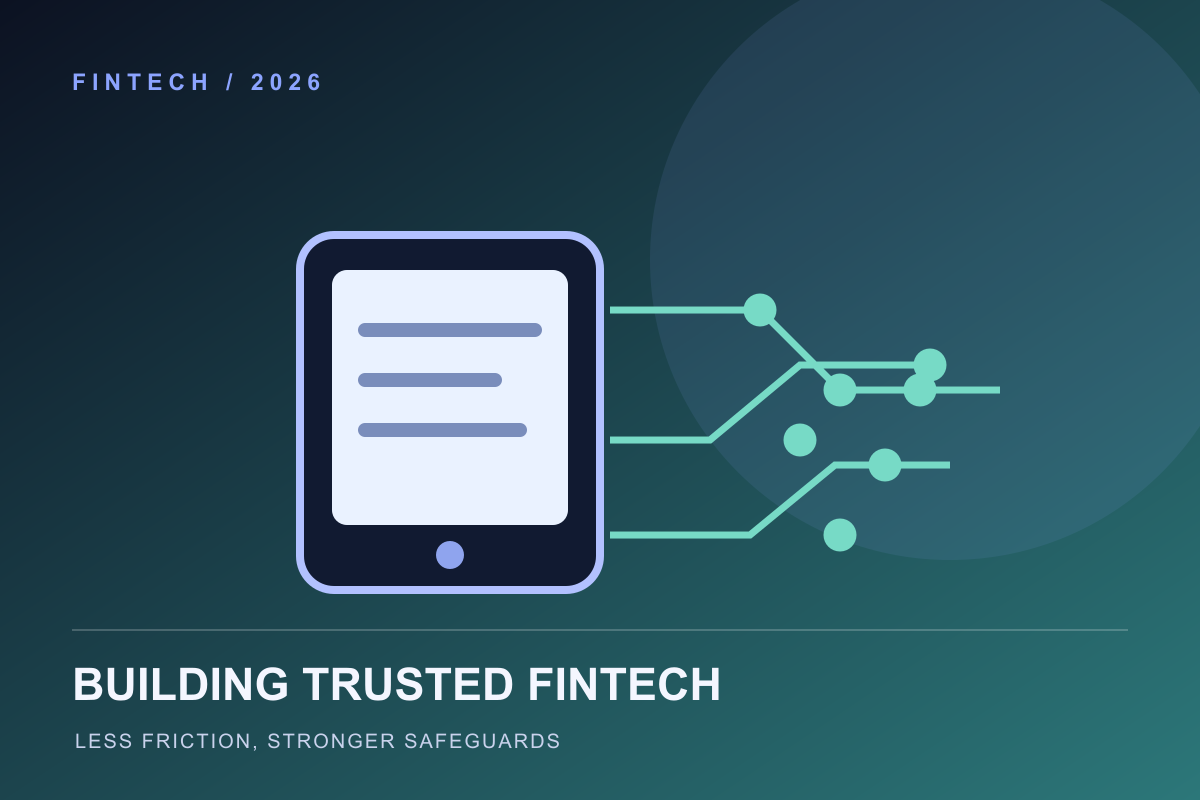 FINTECH / 2026
BUILDING TRUSTED FINTECH
LESS FRICTION, STRONGER SAFEGUARDS